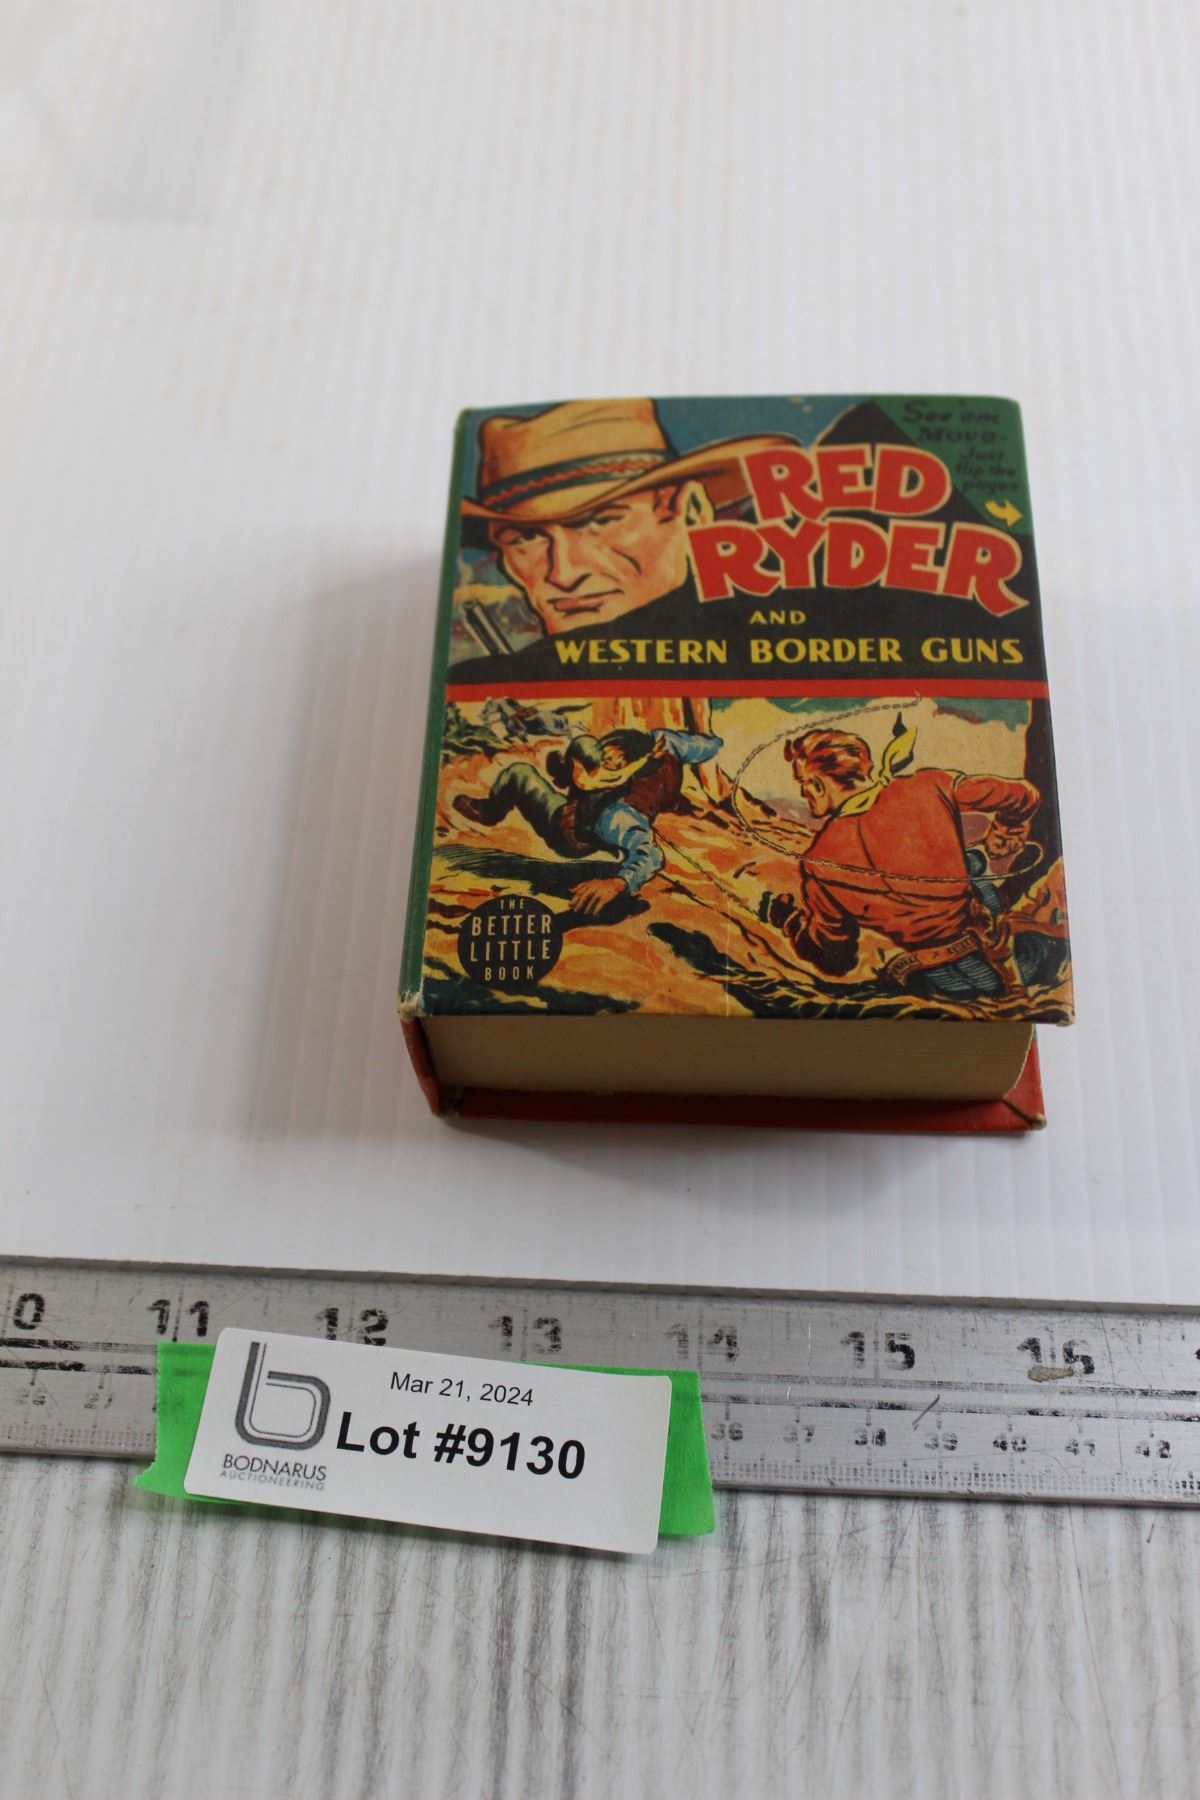 See 'em
Move-
Just
flip the
pages
RED
RYDER
AND
WESTERN BORDER GUNS
THE
BETTER
LITTLE
BOOK
0 11 12 13 14 15 16
36 37 38 39 40 41 42
Mar 21, 2024
Lot #9130
BODNARUS
AUCTIONEERING